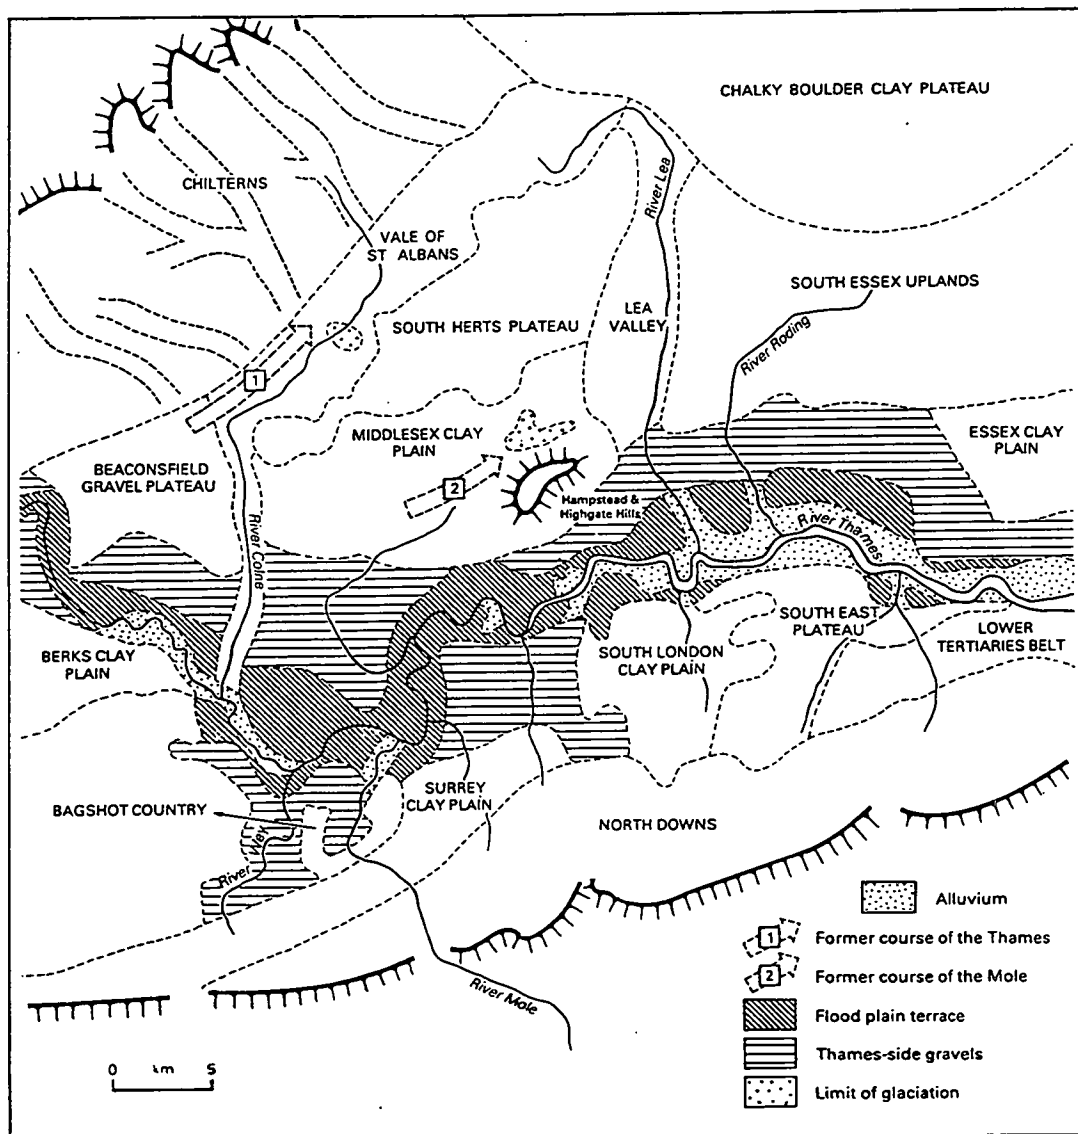 CHALKY BOULDER CLAY PLATEAU
CHILTERNS
River Lea
VALE OF
ST ALBANS
SOUTH ESSEX UPLANDS
LEA
VALLEY
SOUTH HERTS PLATEAU
River Roding
1
MIDDLESEX CLAY
PLAIN
ESSEX CLAY
PLAIN
BEACONSFIELD
GRAVEL PLATEAU
2
Hampstead &
Highgate Hills
River Colne
River Thames
SOUTH EAST
PLATEAU
LOWER
TERTIARIES BELT
BERKS CLAY
PLAIN
SOUTH LONDON
CLAY PLAIN
SURREY
CLAY PLAIN
BAGSHOT COUNTRY
NORTH DOWNS
River Wey
River Mole
Alluvium
1 Former course of the Thames
2 Former course of the Mole
Flood plain terrace
Thames-side gravels
Limit of glaciation
0 km 5